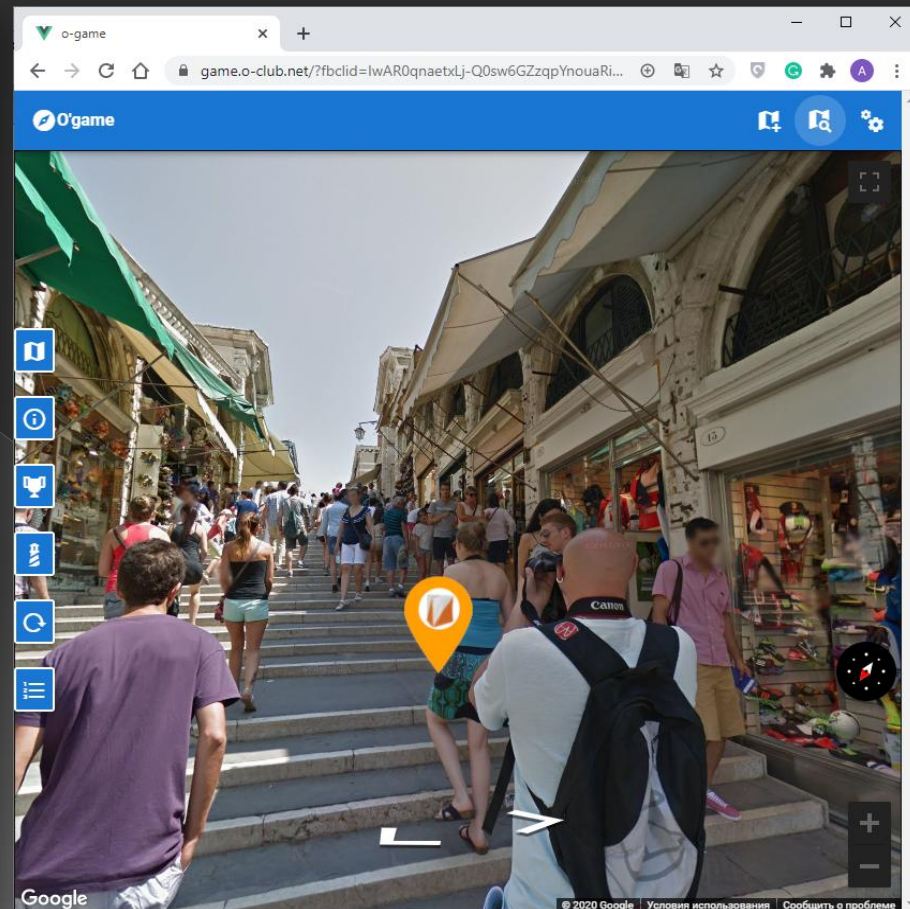 o-game
game.o-club.net/?fbclid=IwAR0qnaetxLj-Q0sw6GZzqpYnouaRi...
A
O'game
15
Canon
Google
© 2020 Google
Условия использования
Сообщить о проблеме